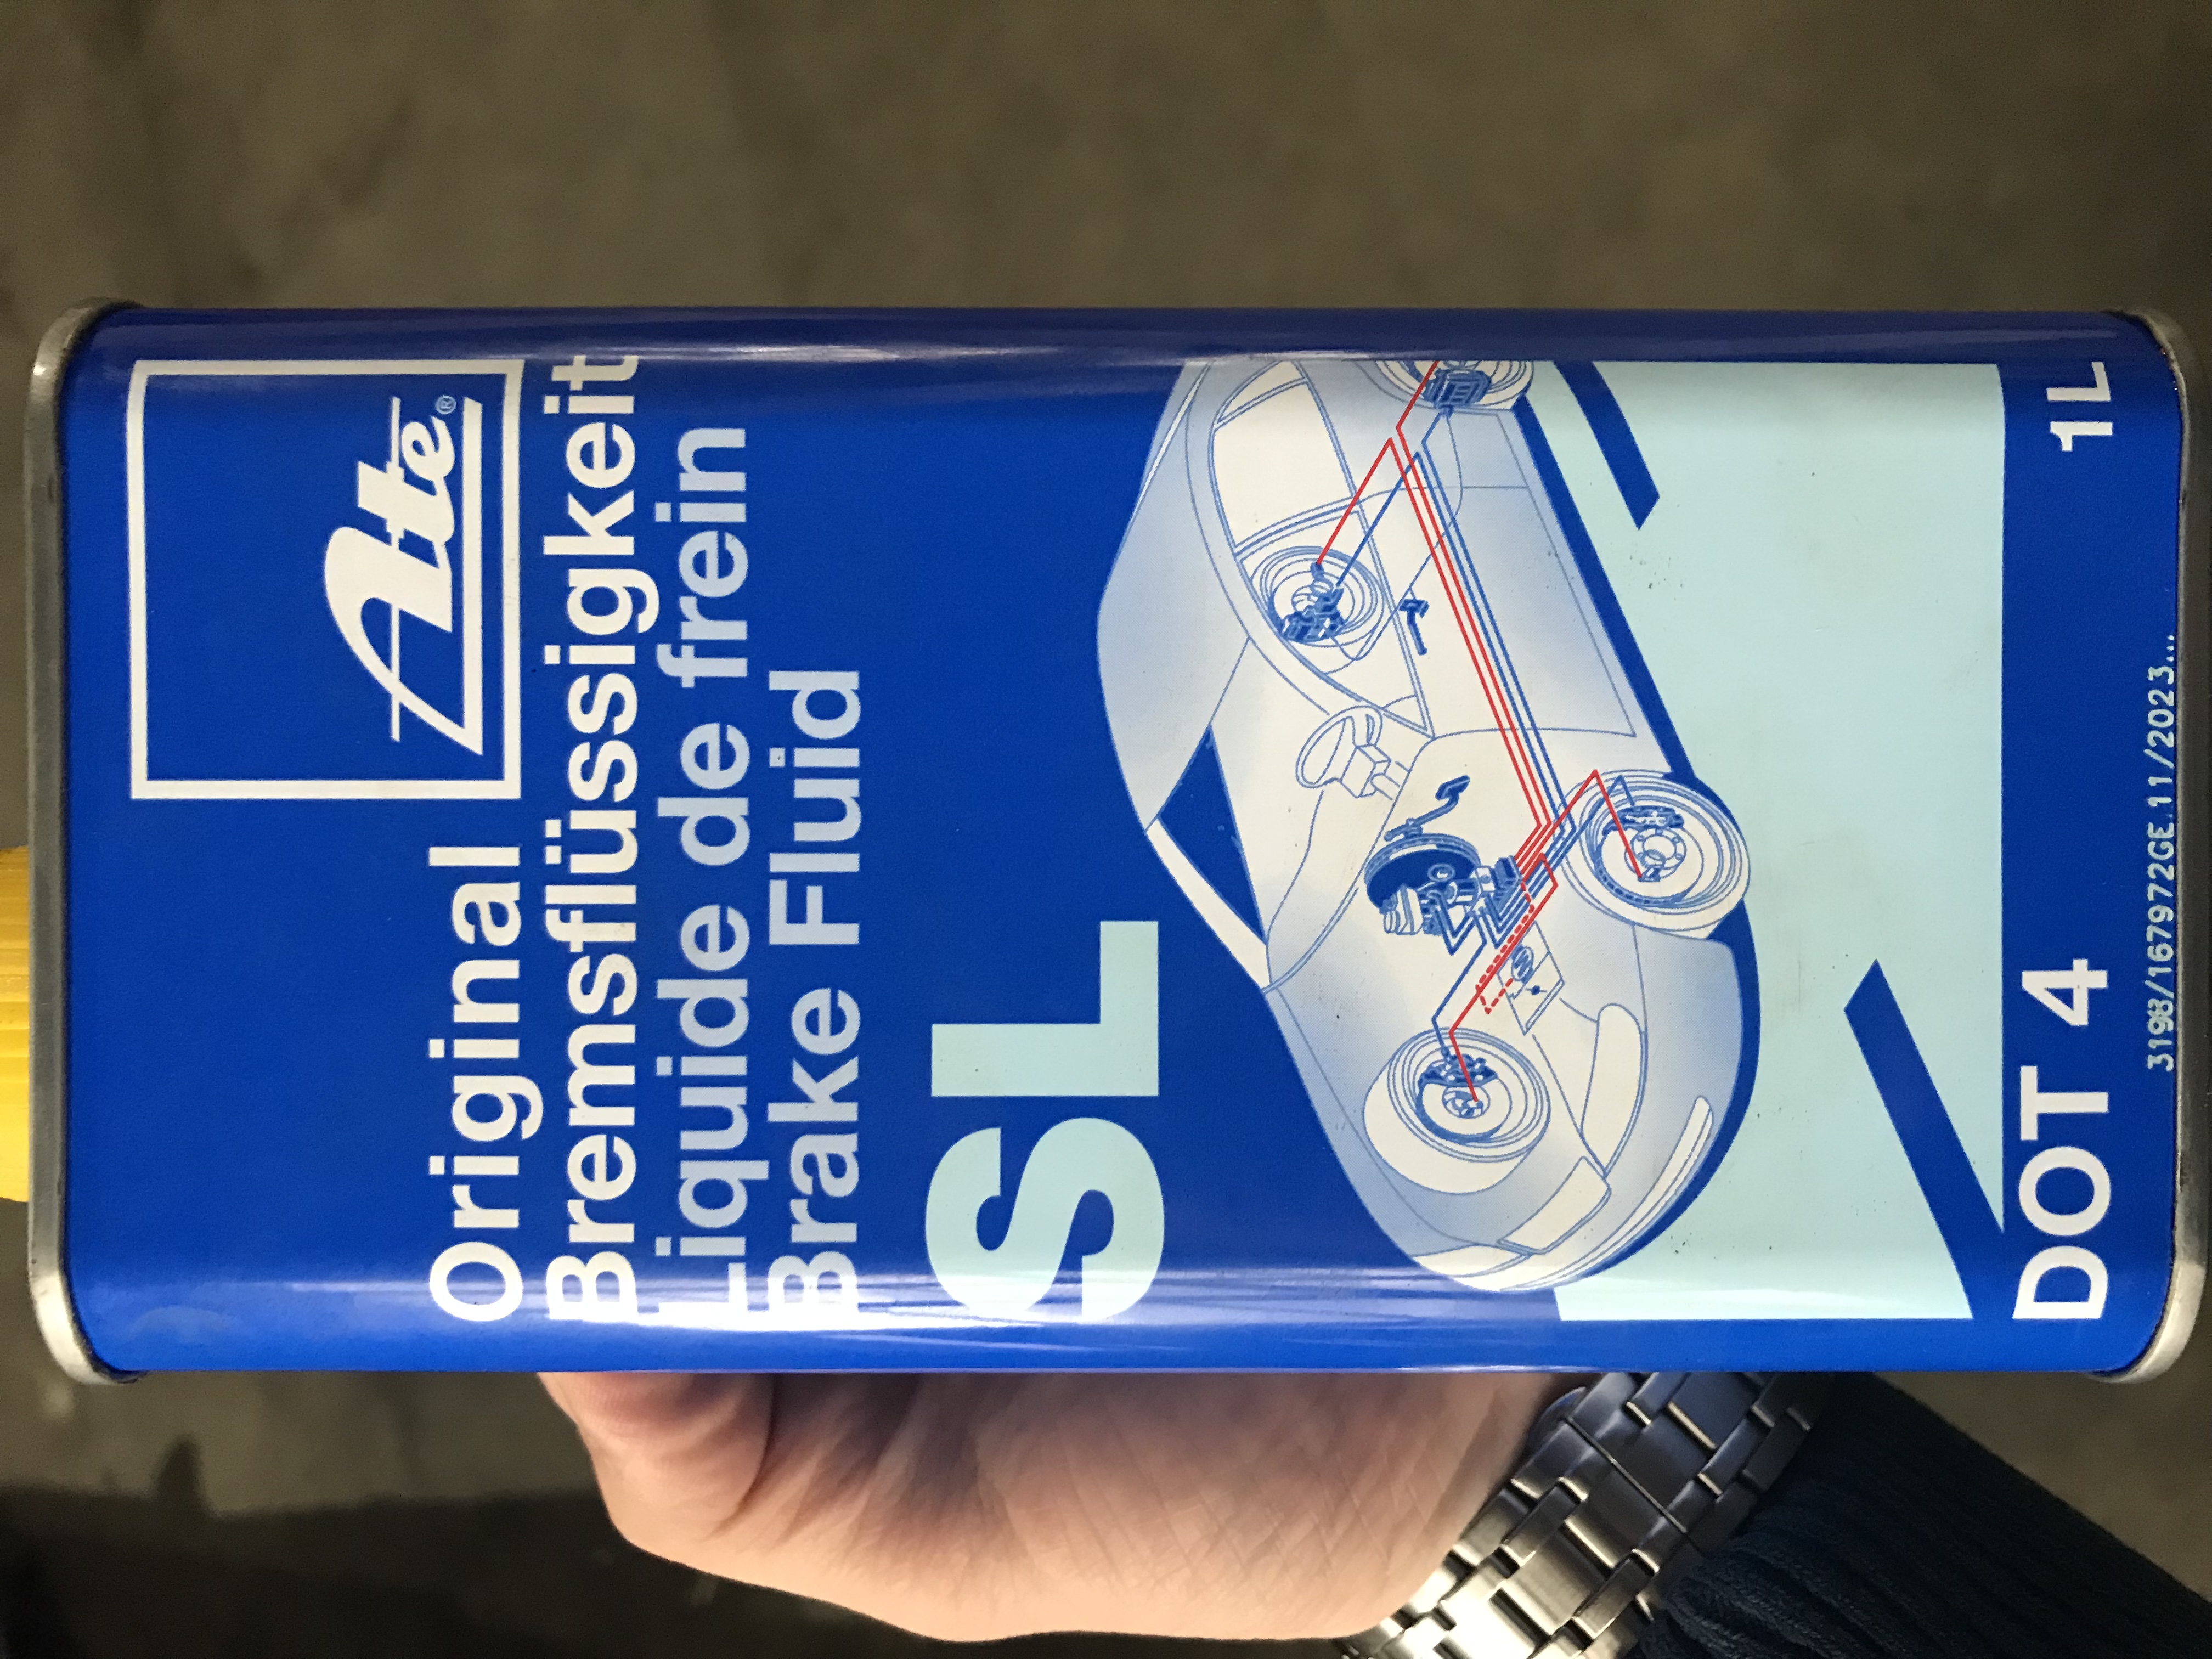 Ate®
Original
Bremsflüssigkeit
Liquide de frein
Brake Fluid
SL
DOT 4 1L
3198/167972GE.11/2023...